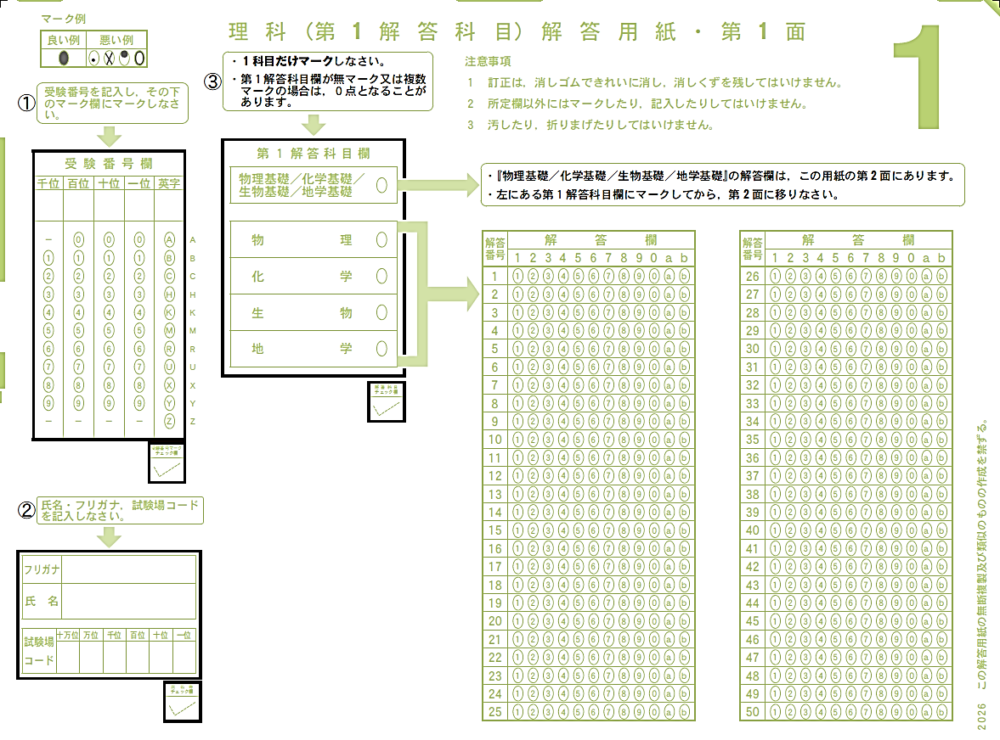 マーク例
良い例 悪い例
理科（第1解答科目）解答用紙・第1面
1
①
受験番号を記入し，その下
のマーク欄にマークしなさ
い。
受験番号欄
千位 百位 十位 一位 英字
－ 0 0 0 A A
1 1 1 1 B B
2 2 2 2 C C
3 3 3 3 H H
4 4 4 4 K K
5 5 5 5 M M
6 6 6 6 R R
7 7 7 7 U U
8 8 8 8 X X
9 9 9 9 Y Y
－ － － － Z Z
チェック欄
②
氏名・フリガナ，試験場コード
を記入しなさい。
フリガナ
氏 名
試験場
コード
十万位 万位 千位 百位 十位 一位
チェック欄
③
・1科目だけマークしなさい。
・第1解答科目欄が無マーク又は複数
マークの場合は，0点となることが
あります。
第1解答科目欄
物理基礎／化学基礎／
生物基礎／地学基礎
物 理
化 学
生 物
地 学
解答科目
チェック欄
注意事項
1 訂正は，消しゴムできれいに消し，消しくずを残してはいけません。
2 所定欄以外にはマークしたり，記入したりしてはいけません。
3 汚したり，折りまげたりしてはいけません。
・『物理基礎／化学基礎／生物基礎／地学基礎』の解答欄は，この用紙の第2面にあります。
・左にある第1解答科目欄にマークしてから，第2面に移りなさい。
解答
番号
解 答 欄
1 2 3 4 5 6 7 8 9 0 a b
1 1 2 3 4 5 6 7 8 9 0 a b
2 1 2 3 4 5 6 7 8 9 0 a b
3 1 2 3 4 5 6 7 8 9 0 a b
4 1 2 3 4 5 6 7 8 9 0 a b
5 1 2 3 4 5 6 7 8 9 0 a b
6 1 2 3 4 5 6 7 8 9 0 a b
7 1 2 3 4 5 6 7 8 9 0 a b
8 1 2 3 4 5 6 7 8 9 0 a b
9 1 2 3 4 5 6 7 8 9 0 a b
10 1 2 3 4 5 6 7 8 9 0 a b
11 1 2 3 4 5 6 7 8 9 0 a b
12 1 2 3 4 5 6 7 8 9 0 a b
13 1 2 3 4 5 6 7 8 9 0 a b
14 1 2 3 4 5 6 7 8 9 0 a b
15 1 2 3 4 5 6 7 8 9 0 a b
16 1 2 3 4 5 6 7 8 9 0 a b
17 1 2 3 4 5 6 7 8 9 0 a b
18 1 2 3 4 5 6 7 8 9 0 a b
19 1 2 3 4 5 6 7 8 9 0 a b
20 1 2 3 4 5 6 7 8 9 0 a b
21 1 2 3 4 5 6 7 8 9 0 a b
22 1 2 3 4 5 6 7 8 9 0 a b
23 1 2 3 4 5 6 7 8 9 0 a b
24 1 2 3 4 5 6 7 8 9 0 a b
25 1 2 3 4 5 6 7 8 9 0 a b
解答
番号
解 答 欄
1 2 3 4 5 6 7 8 9 0 a b
26 1 2 3 4 5 6 7 8 9 0 a b
27 1 2 3 4 5 6 7 8 9 0 a b
28 1 2 3 4 5 6 7 8 9 0 a b
29 1 2 3 4 5 6 7 8 9 0 a b
30 1 2 3 4 5 6 7 8 9 0 a b
31 1 2 3 4 5 6 7 8 9 0 a b
32 1 2 3 4 5 6 7 8 9 0 a b
33 1 2 3 4 5 6 7 8 9 0 a b
34 1 2 3 4 5 6 7 8 9 0 a b
35 1 2 3 4 5 6 7 8 9 0 a b
36 1 2 3 4 5 6 7 8 9 0 a b
37 1 2 3 4 5 6 7 8 9 0 a b
38 1 2 3 4 5 6 7 8 9 0 a b
39 1 2 3 4 5 6 7 8 9 0 a b
40 1 2 3 4 5 6 7 8 9 0 a b
41 1 2 3 4 5 6 7 8 9 0 a b
42 1 2 3 4 5 6 7 8 9 0 a b
43 1 2 3 4 5 6 7 8 9 0 a b
44 1 2 3 4 5 6 7 8 9 0 a b
45 1 2 3 4 5 6 7 8 9 0 a b
46 1 2 3 4 5 6 7 8 9 0 a b
47 1 2 3 4 5 6 7 8 9 0 a b
48 1 2 3 4 5 6 7 8 9 0 a b
49 1 2 3 4 5 6 7 8 9 0 a b
50 1 2 3 4 5 6 7 8 9 0 a b
2026 この解答用紙の無断複製及び類似のものの作成を禁ずる。